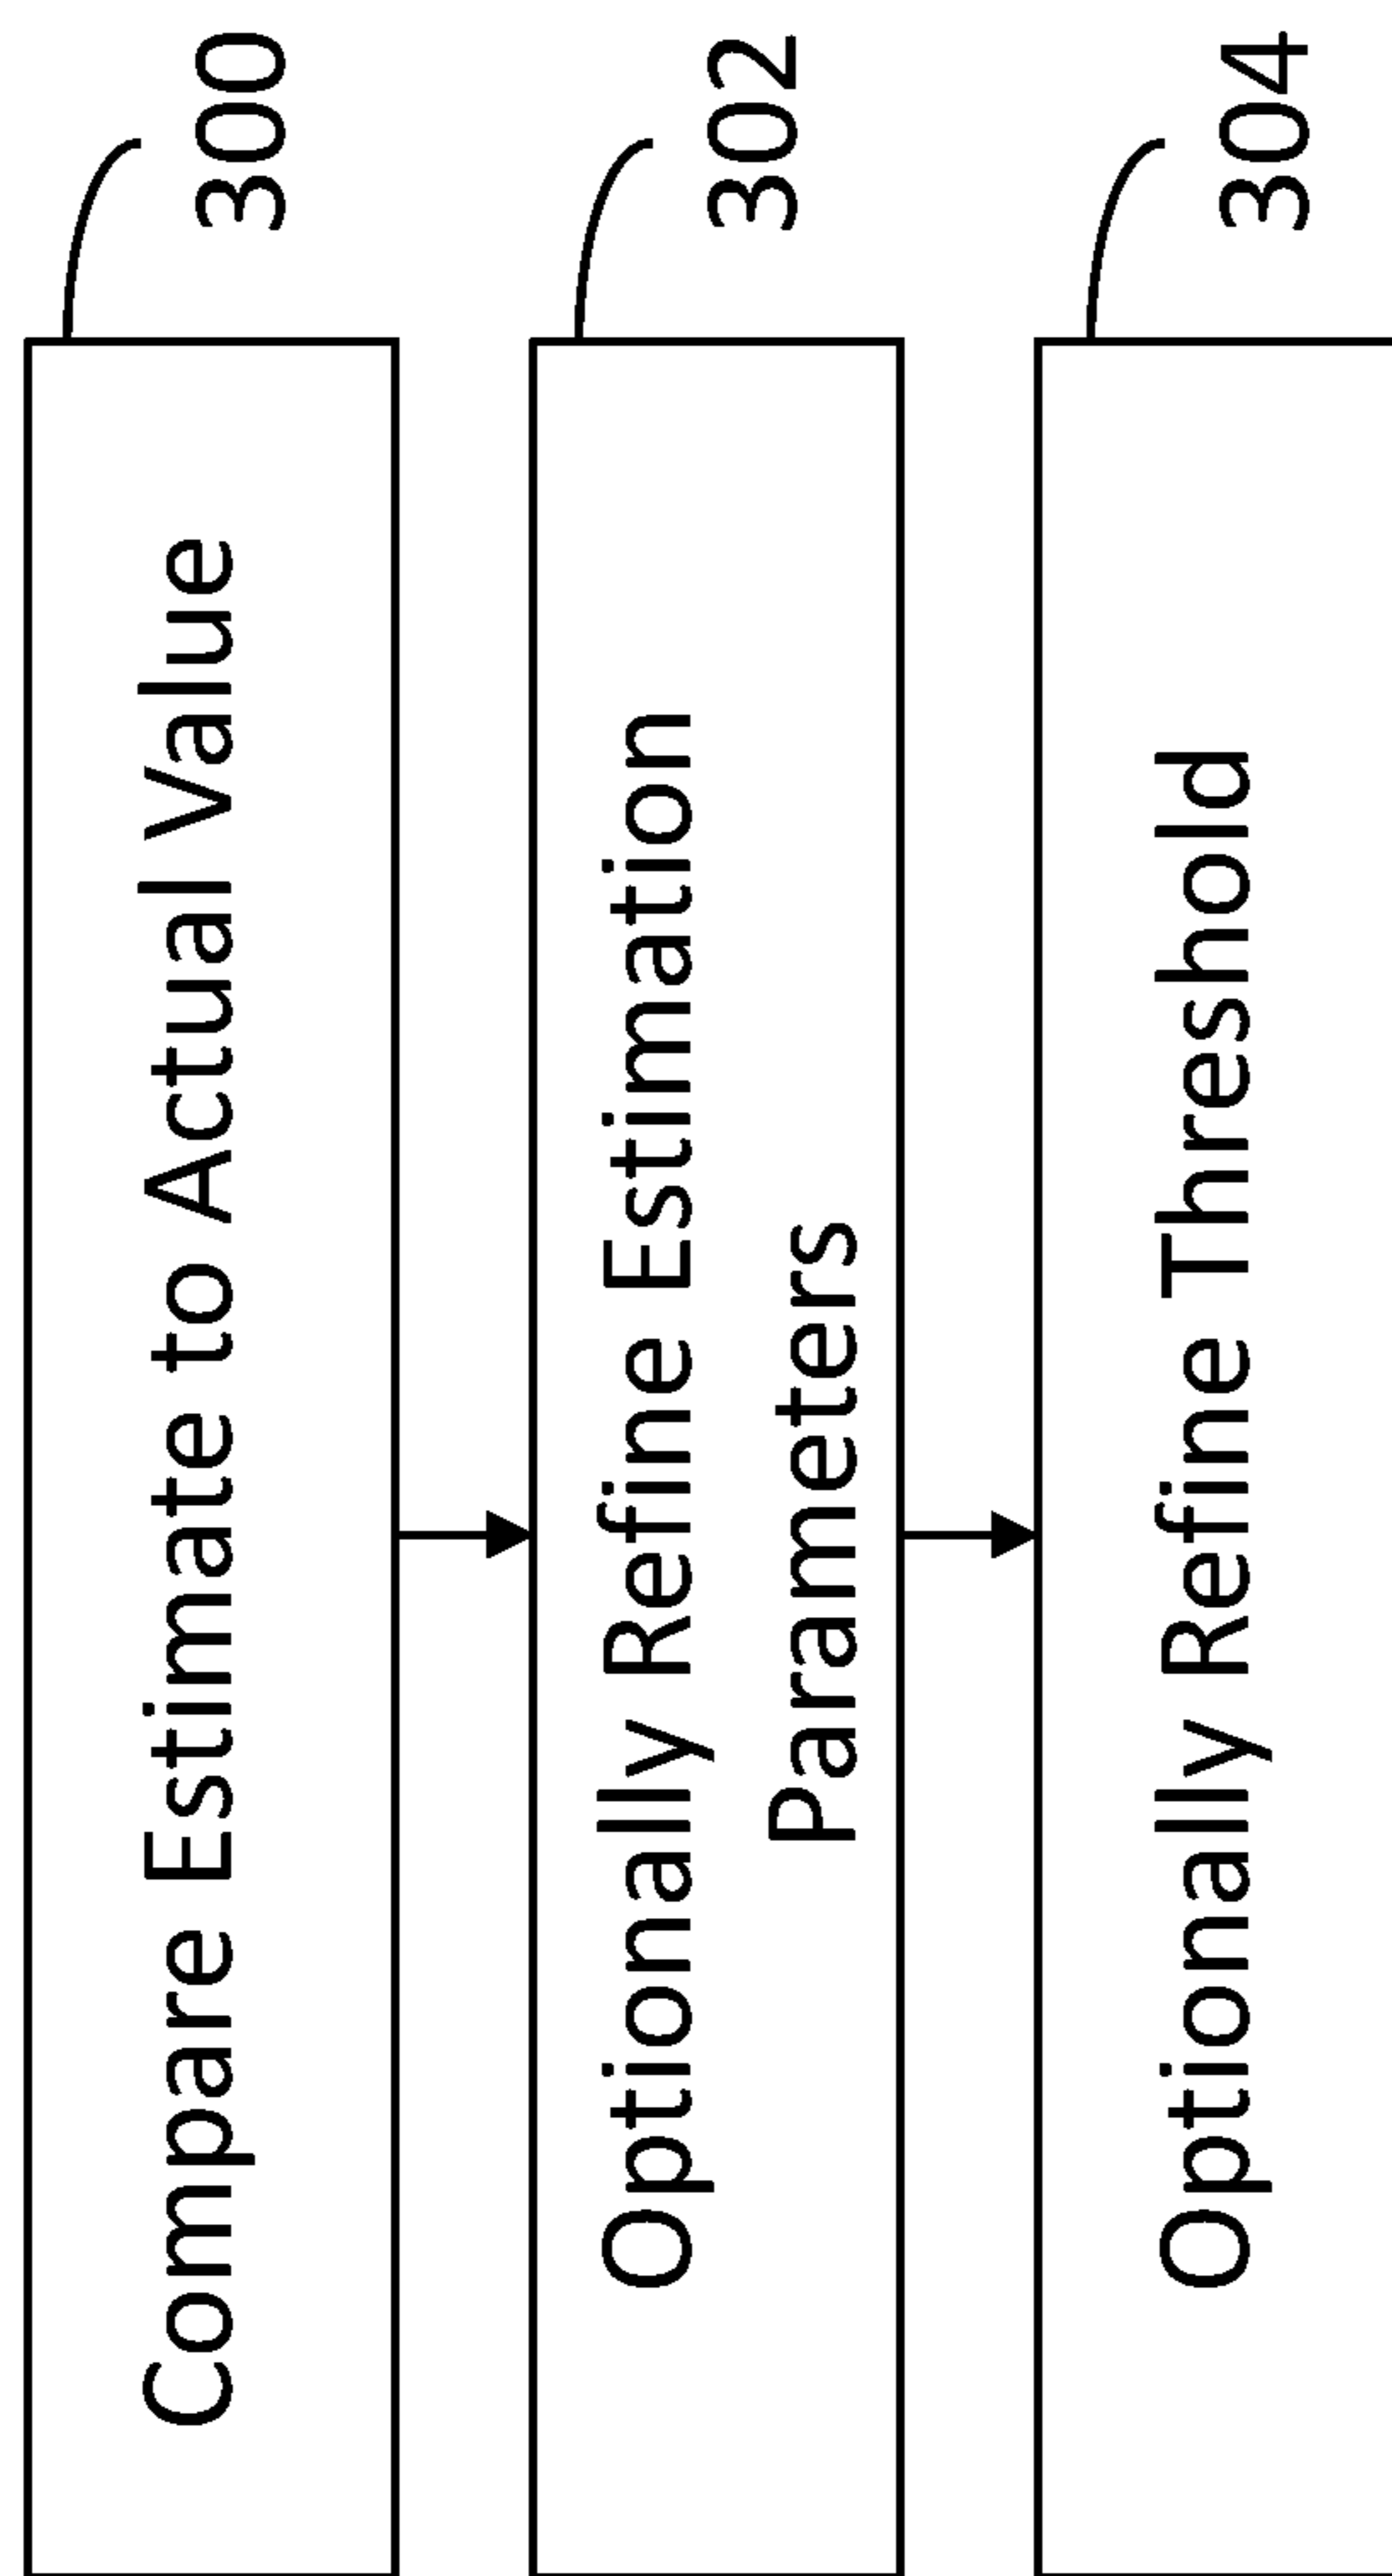 Compare Estimate to Actual Value
300
Optionally Refine Estimation
Parameters
302
Optionally Refine Threshold
304